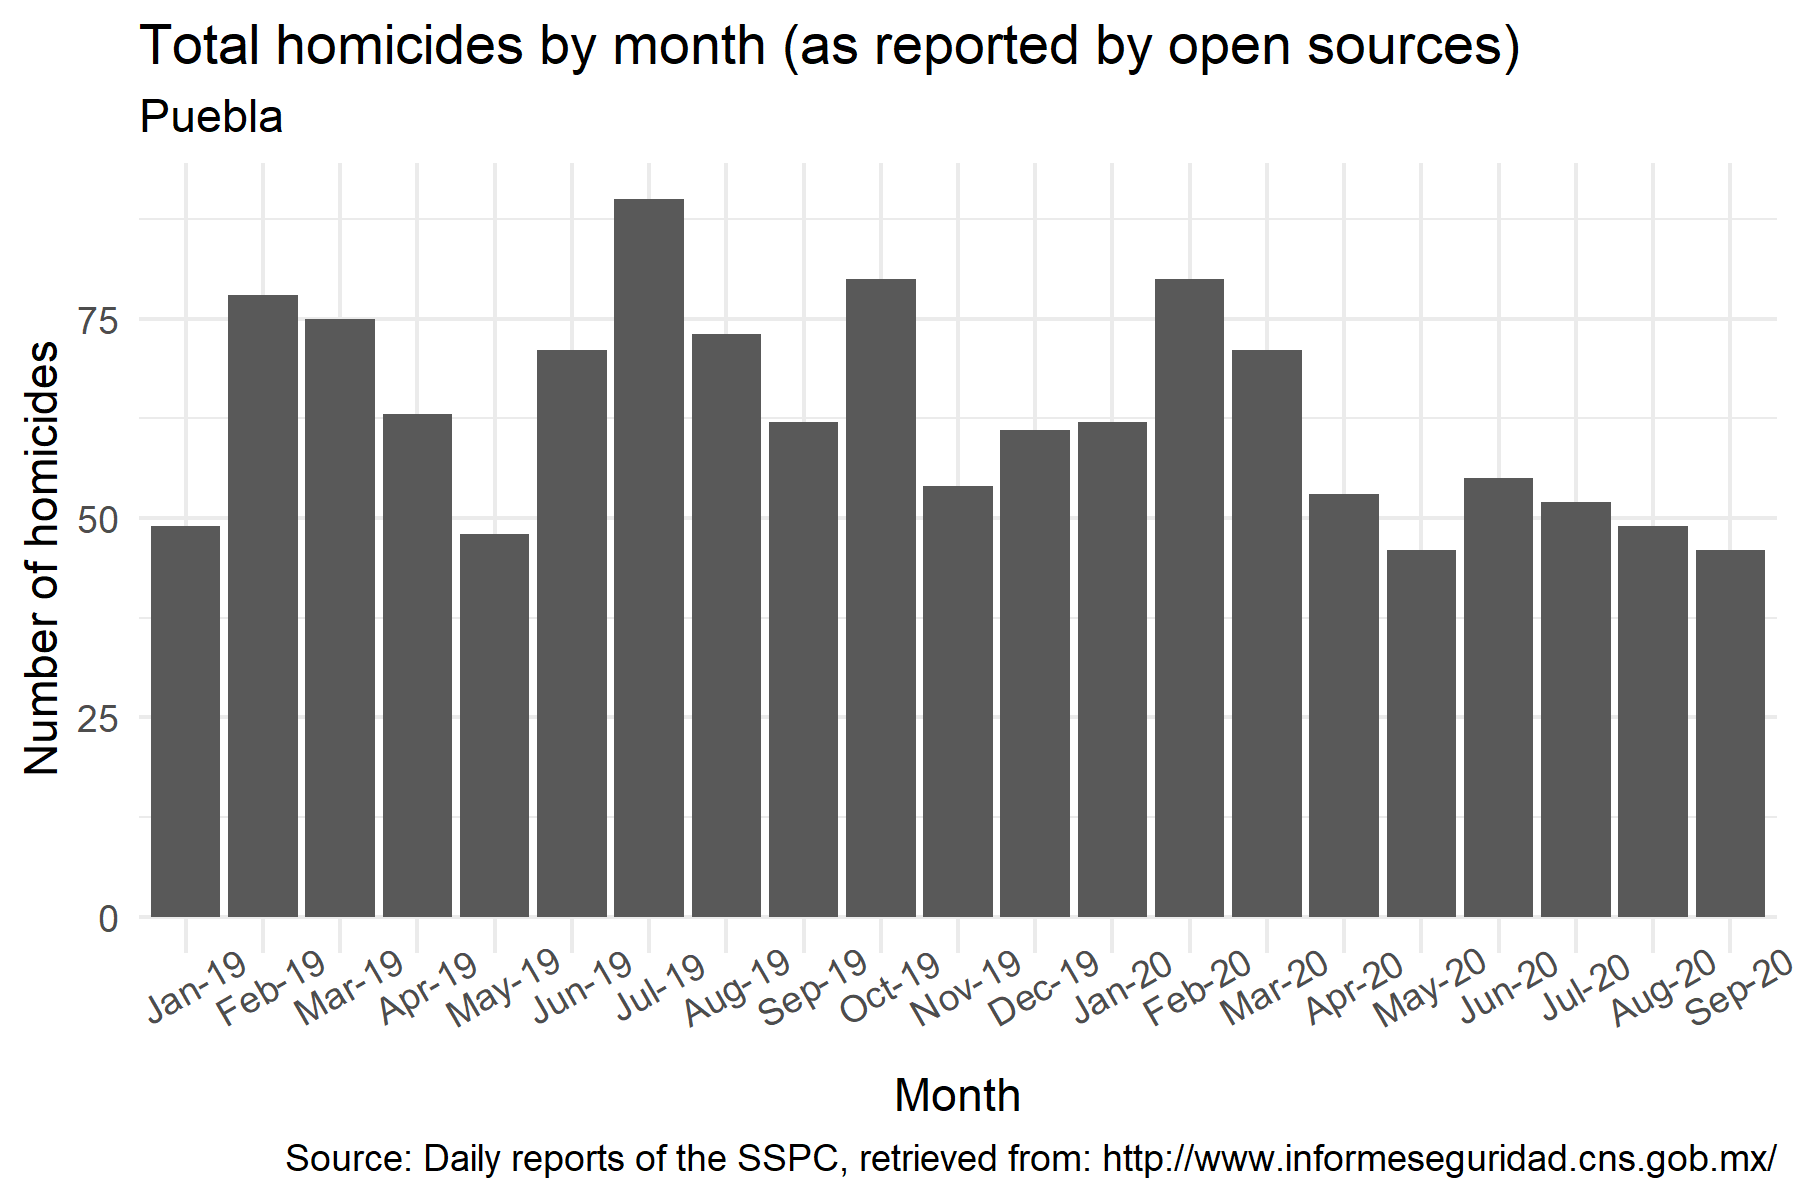 Total homicides by month (as reported by open sources)
Puebla
Number of homicides
75
50
25
0
Jan-19
Feb-19
Mar-19
Apr-19
May-19
Jun-19
Jul-19
Aug-19
Sep-19
Oct-19
Nov-19
Dec-19
Jan-20
Feb-20
Mar-20
Apr-20
May-20
Jun-20
Jul-20
Aug-20
Sep-20
Month
Source: Daily reports of the SSPC, retrieved from: http://www.informeseguridad.cns.gob.mx/